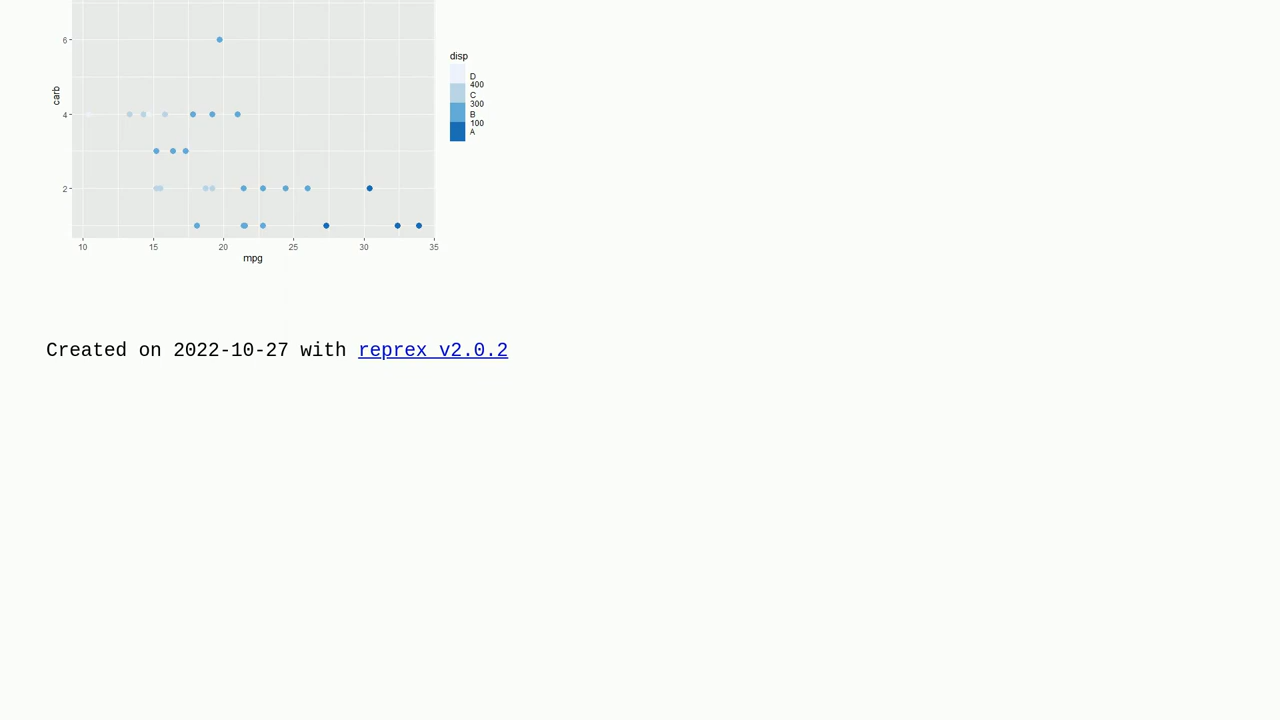 6
disp
D
400
C
300
B
100
A
carb
4
2
10 15 20 25 30 35
mpg
Created on 2022-10-27 with reprex v2.0.2